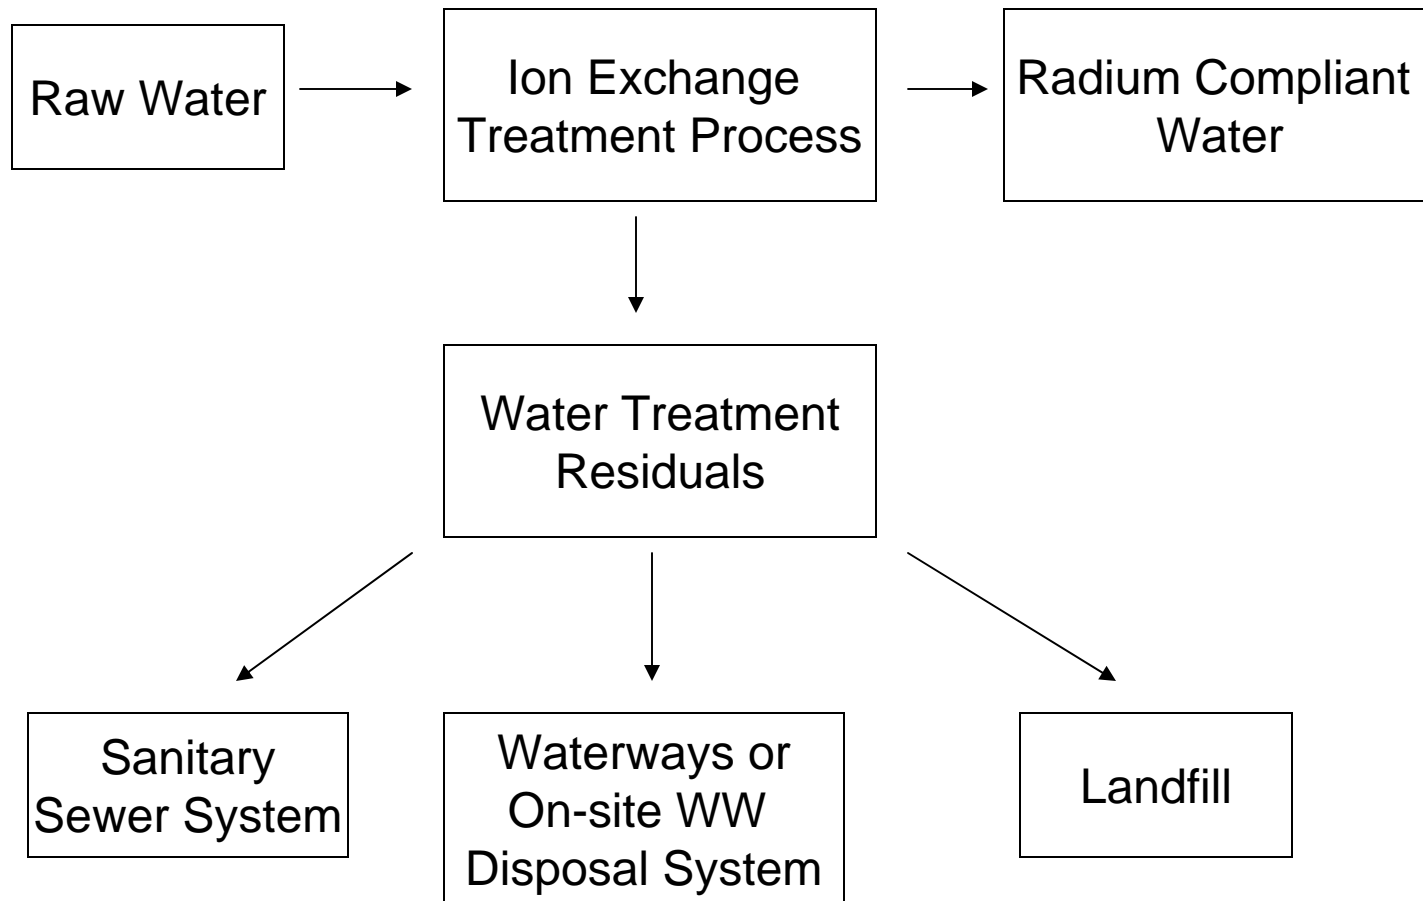 Raw Water
Ion Exchange
Treatment Process
Radium Compliant
Water
Water Treatment
Residuals
Sanitary
Sewer System
Waterways or
On-site WW
Disposal System
Landfill